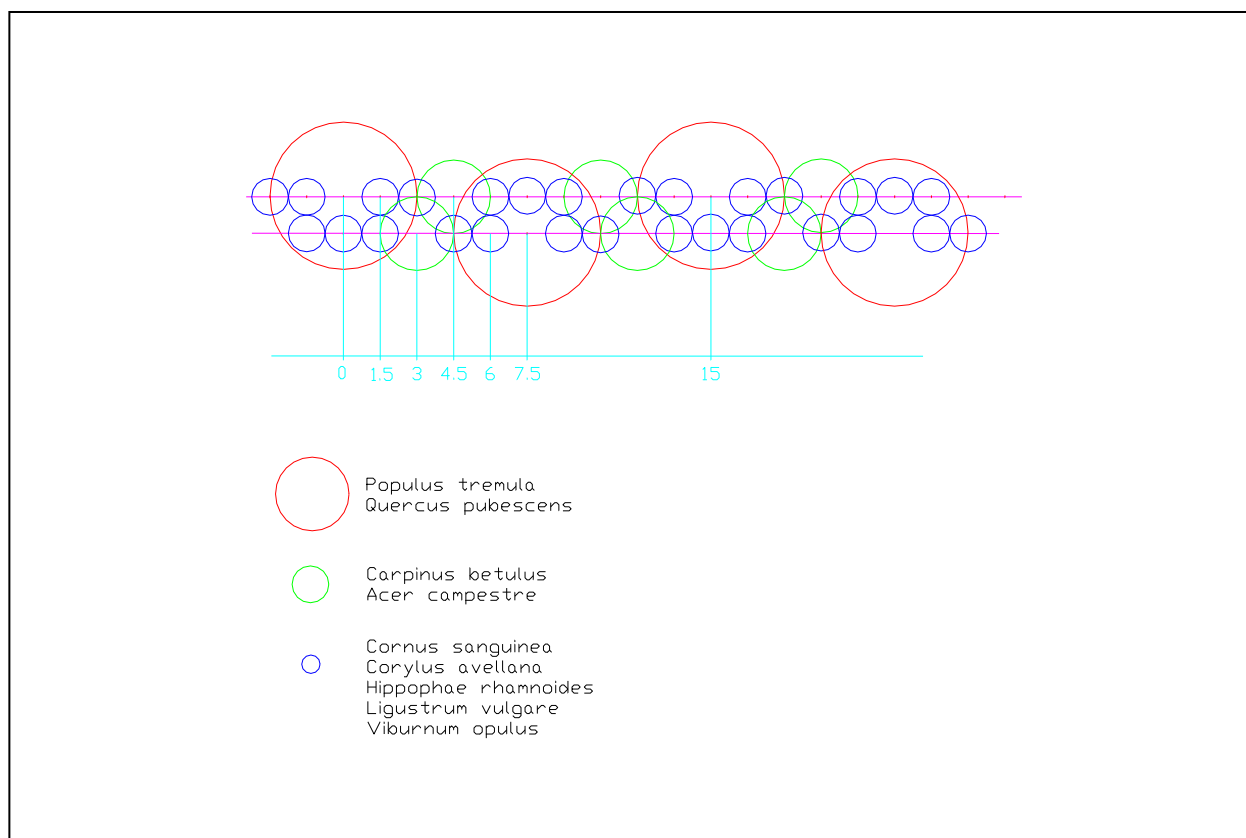 0 1.5 3 4.5 6 7.5 15
Populus tremula
Quercus pubescens
Carpinus betulus
Acer campestre
Cornus sanguinea
Corylus avellana
Hippophae rhamnoides
Ligustrum vulgare
Viburnum opulus